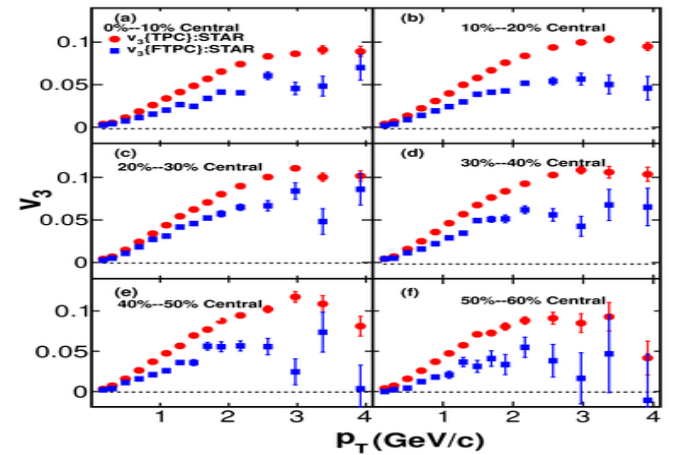 (a)
0%--10% Central
v3{TPC}:STAR
v3{FTPC}:STAR
(b)
10%--20% Central
0.1
0.05
0
(c)
20%--30% Central
(d)
30%--40% Central
0.1
0.05
0
v3
(e)
40%--50% Central
(f)
50%--60% Central
0.1
0.05
0
1 2 3 4 1 2 3 4
pT (GeV/c)